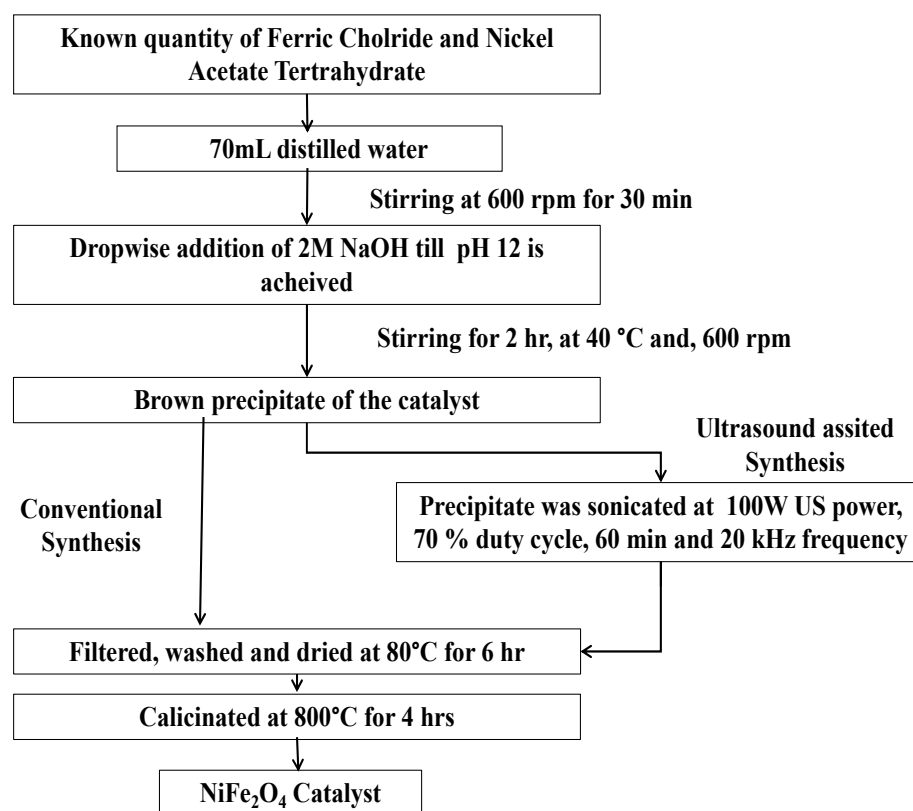 Known quantity of Ferric Cholride and Nickel
Acetate Tertrahydrate
70mL distilled water
Stirring at 600 rpm for 30 min
Dropwise addition of 2M NaOH till pH 12 is
acheived
Stirring for 2 hr, at 40 °C and, 600 rpm
Brown precipitate of the catalyst
Ultrasound assited
Synthesis
Conventional
Synthesis
Precipitate was sonicated at 100W US power,
70 % duty cycle, 60 min and 20 kHz frequency
Filtered, washed and dried at 80°C for 6 hr
Calicinated at 800°C for 4 hrs
NiFe₂O₄ Catalyst